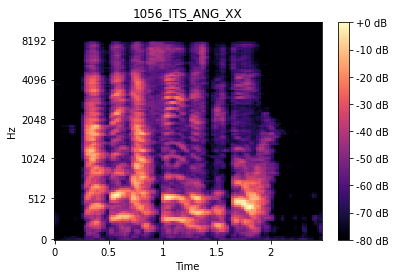 1056_ITS_ANG_XX
+0 dB
8192
-10 dB
4096
-20 dB
-30 dB
2048
Hz
-40 dB
1024
-50 dB
512
-60 dB
-70 dB
0
-80 dB
0
0.5
1
1.5
2
Time